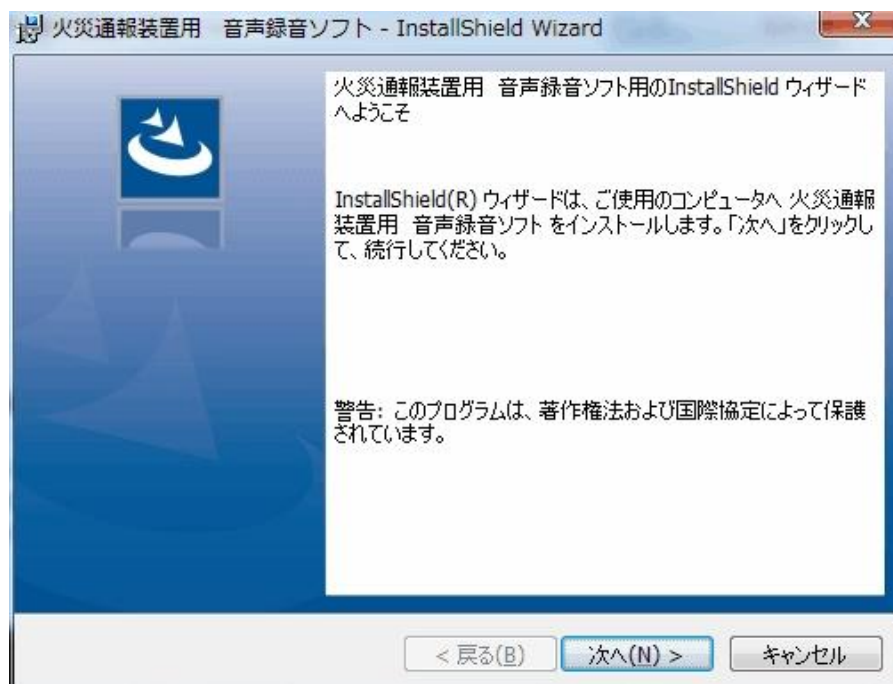 火災通報装置用　音声録音ソフト - InstallShield Wizard
火災通報装置用　音声録音ソフト用のInstallShield ウィザード
へようこそ
InstallShield(R) ウィザードは、ご使用のコンピュータへ 火災通報
装置用　音声録音ソフト をインストールします。「次へ」をクリックし
て、続行してください。
警告: このプログラムは、著作権法および国際協定によって保護
されています。
< 戻る(B)
次へ(N) >
キャンセル